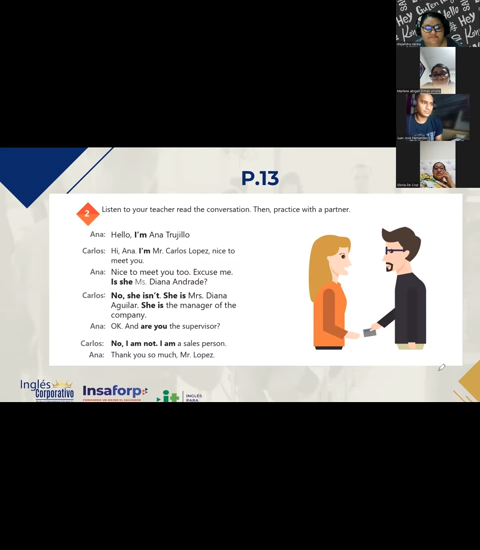 P.13
2 Listen to your teacher read the conversation. Then, practice with a partner.
Ana: Hello, I'm Ana Trujillo
Carlos: Hi, Ana. I'm Mr. Carlos Lopez, nice to
meet you.
Ana: Nice to meet you too. Excuse me.
Is she Ms. Diana Andrade?
Carlos: No, she isn't. She is Mrs. Diana
Aguilar. She is the manager of the
company.
Ana: OK. And are you the supervisor?
Carlos: No, I am not. I am a sales person.
Ana: Thank you so much, Mr. Lopez.
Inglés
Corporativo
Insaforp
it
INGLÉS
PARA
Hey
Hello